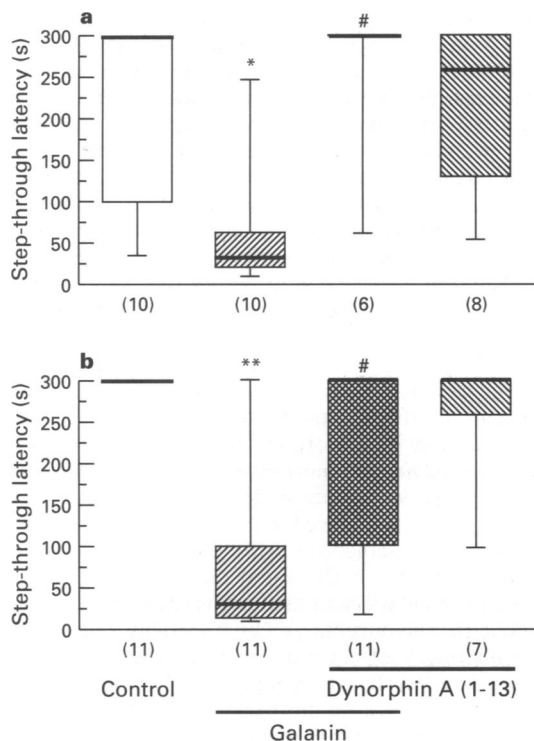 a
Step-through latency (s)
300
250
200
150
100
50
0
*
#
(10) (10) (6) (8)
b
Step-through latency (s)
300
250
200
150
100
50
0
**
#
(11) (11) (11) (7)
Control Dynorphin A (1-13)
Galanin